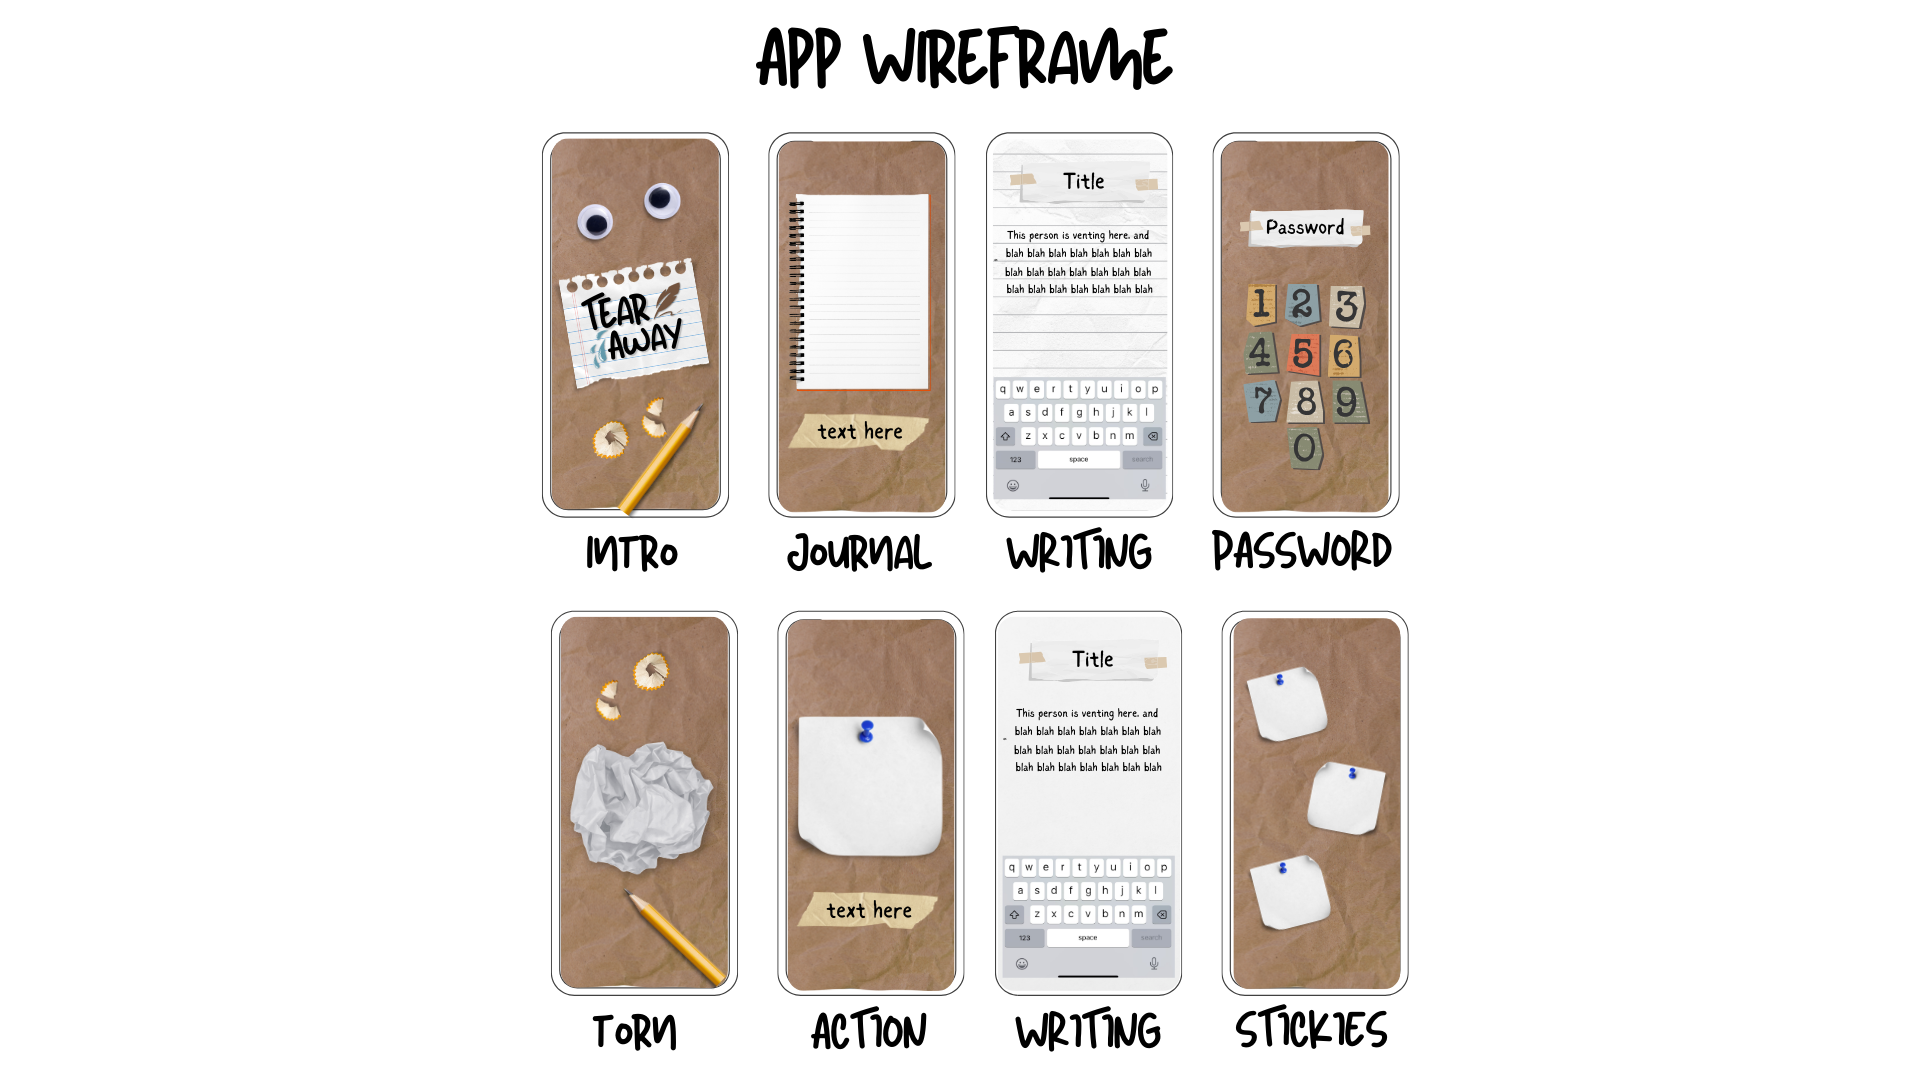 APP WIREFRAME
TEAR
AWAY
text here
Title
This person is venting here. and
blah blah blah blah blah blah blah
blah blah blah blah blah blah blah
blah blah blah blah blah blah blah
q w e r t y u i o p
a s d f g h j k l
z x c v b n m
123 space search
Password
1 2 3
4 5 6
7 8 9
0
INTRO
JOURNAL
WRITING
PASSWORD
text here
Title
This person is venting here. and
blah blah blah blah blah blah blah
blah blah blah blah blah blah blah
blah blah blah blah blah blah blah
q w e r t y u i o p
a s d f g h j k l
z x c v b n m
123 space search
TORN
ACTION
WRITING
STICKIES